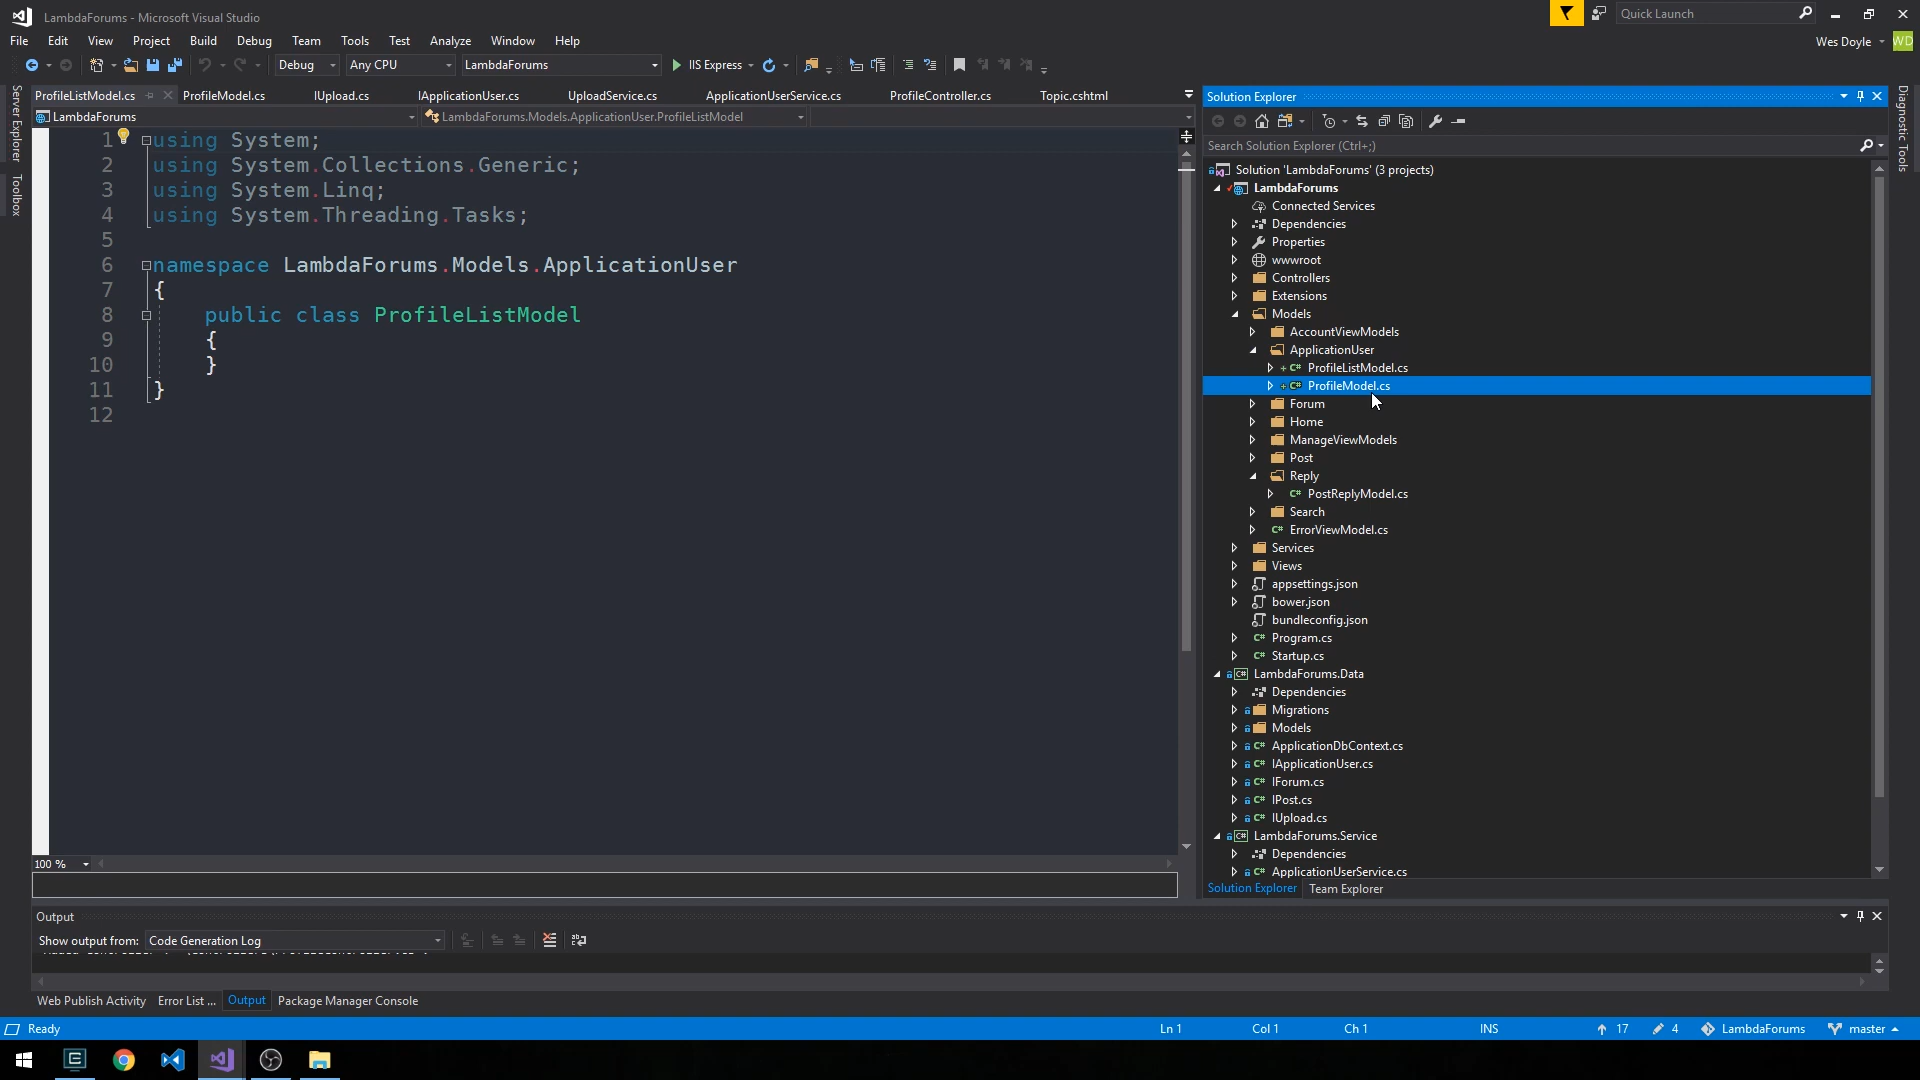 LambdaForums - Microsoft Visual Studio
Quick Launch
File Edit View Project Build Debug Team Tools Test Analyze Window Help
Wes Doyle WD
Debug Any CPU LambdaForums IIS Express
Server Explorer
Toolbox
ProfileListModel.cs ProfileModel.cs IUpload.cs IApplicationUser.cs UploadService.cs ApplicationUserService.cs ProfileController.cs Topic.cshtml
LambdaForums LambdaForums.Models.ApplicationUser.ProfileListModel
1 using System;
2 using System.Collections.Generic;
3 using System.Linq;
4 using System.Threading.Tasks;
5
6 namespace LambdaForums.Models.ApplicationUser
7 {
8 public class ProfileListModel
9 {
10 }
11 }
12
100 %
Solution Explorer
Search Solution Explorer (Ctrl+;)
Solution 'LambdaForums' (3 projects)
LambdaForums
Connected Services
Dependencies
Properties
wwwroot
Controllers
Extensions
Models
AccountViewModels
ApplicationUser
ProfileListModel.cs
ProfileModel.cs
Forum
Home
ManageViewModels
Post
Reply
PostReplyModel.cs
Search
ErrorViewModel.cs
Services
Views
appsettings.json
bower.json
bundleconfig.json
Program.cs
Startup.cs
LambdaForums.Data
Dependencies
Migrations
Models
ApplicationDbContext.cs
IApplicationUser.cs
IForum.cs
IPost.cs
IUpload.cs
LambdaForums.Service
Dependencies
ApplicationUserService.cs
Solution Explorer Team Explorer
Diagnostic Tools
Output
Show output from: Code Generation Log
Web Publish Activity Error List ... Output Package Manager Console
Ready Ln 1 Col 1 Ch 1 INS 17 4 LambdaForums master